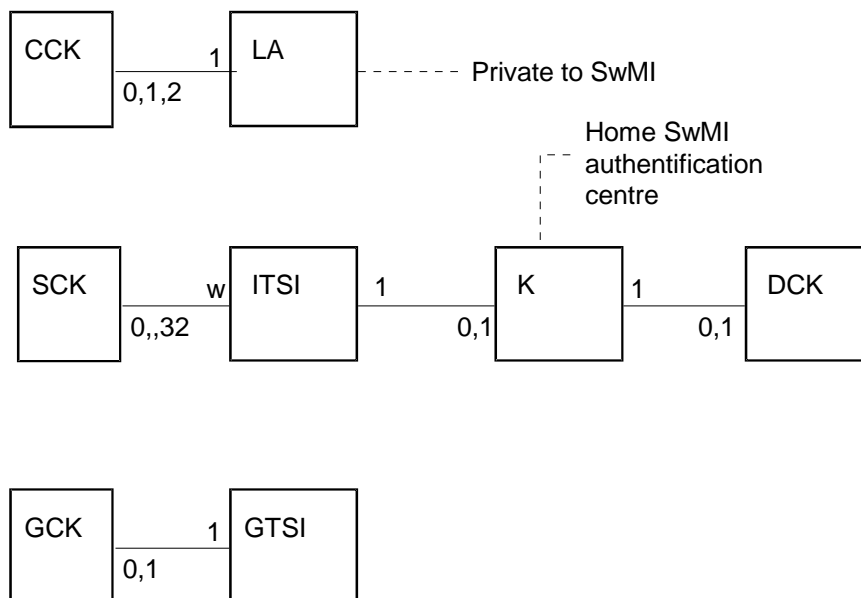 CCK
1
LA
0,1,2
Private to SwMI
Home SwMI
authentification
centre
SCK
w
ITSI
1
K
1
DCK
0,,32
0,1
0,1
GCK
1
GTSI
0,1